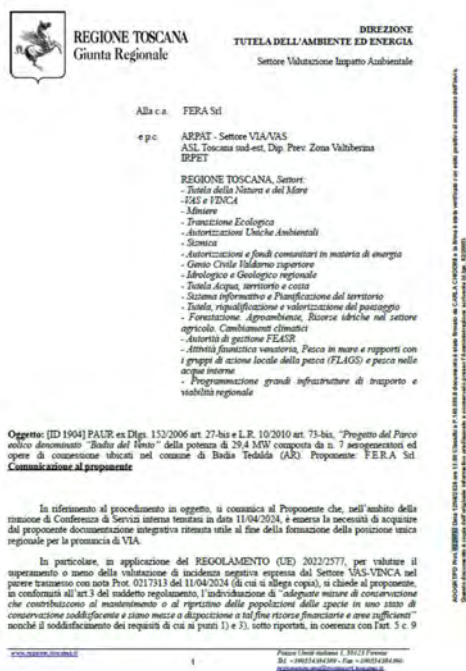 REGIONE TOSCANA
Giunta Regionale
DIREZIONE
TUTELA DELL'AMBIENTE ED ENERGIA
Settore Valutazione Impatto Ambientale
Alla c.a. FERA Srl
e p.c. ARPAT - Settore VIA/VAS
ASL Toscana sud-est, Dip. Prev. Zona Valtiberina
IRPET
REGIONE TOSCANA, Settori:
- Tutela della Natura e del Mare
-VAS e VINCA
- Miniere
- Transizione Ecologica
- Autorizzazioni Uniche Ambientali
- Sismica
- Autorizzazioni e fondi comunitari in materia di energia
- Genio Civile Valdarno superiore
- Idrologico e Geologico regionale
- Tutela Acqua, territorio e costa
- Sistema informativo e Pianificazione del territorio
- Tutela, riqualificazione e valorizzazione del paesaggio
- Forestazione. Agroambiente, Risorse idriche nel settore
agricolo. Cambiamenti climatici
- Autorità di gestione FEASR
- Attività faunistica venatoria, Pesca in mare e rapporti con
i gruppi di azione locale della pesca (FLAGS) e pesca nelle
acque interne
- Programmazione grandi infrastrutture di trasporto e
viabilità regionale
Oggetto: [ID 1904] PAUR ex Dlgs. 152/2006 art. 27-bis e L.R. 10/2010 art. 73-bis, "Progetto del Parco
eolico denominato "Badia del Vento" della potenza di 29,4 MW composta da n. 7 aerogeneratori ed
opere di connessione ubicati nel comune di Badia Tedalda (AR). Proponente: F.E.R.A. Srl.
Comunicazione al proponente
In riferimento al procedimento in oggetto, si comunica al Proponente che, nell'ambito della
riunione di Conferenza di Servizi interna tenutasi in data 11/04/2024, è emersa la necessità di acquisire
dal proponente documentazione integrativa ritenuta utile al fine della formazione della posizione unica
regionale per la pronuncia di VIA.
In particolare, in applicazione del REGOLAMENTO (UE) 2022/2577, per valutare il
superamento o meno della valutazione di incidenza negativa espressa dal Settore VAS-VINCA nel
parere trasmesso con nota Prot. 0217313 del 11/04/2024 (di cui si allega copia), si chiede al proponente,
in conformità all'art.3 del suddetto regolamento, l'individuazione di "adeguate misure di conservazione
che contribuiscono al mantenimento o al ripristino delle popolazioni delle specie in uno stato di
conservazione soddisfacente e siano messe a disposizione a tal fine risorse finanziarie e aree sufficienti"
nonché il soddisfacimento dei requisiti di cui ai punti 1) e 3), sotto riportati, in coerenza con l'art. 5 c. 9
www.regione.toscana.it
1